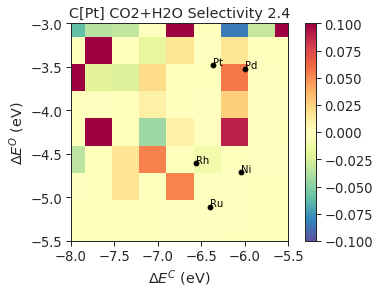 C[Pt] CO2+H2O Selectivity 2.4
ΔE^O (eV)
−3.0
−3.5
−4.0
−4.5
−5.0
−5.5
Pt
Pd
Rh
Ni
Ru
−8.0 −7.5 −7.0 −6.5 −6.0 −5.5
ΔE^C (eV)
0.100
0.075
0.050
0.025
0.000
−0.025
−0.050
−0.075
−0.100